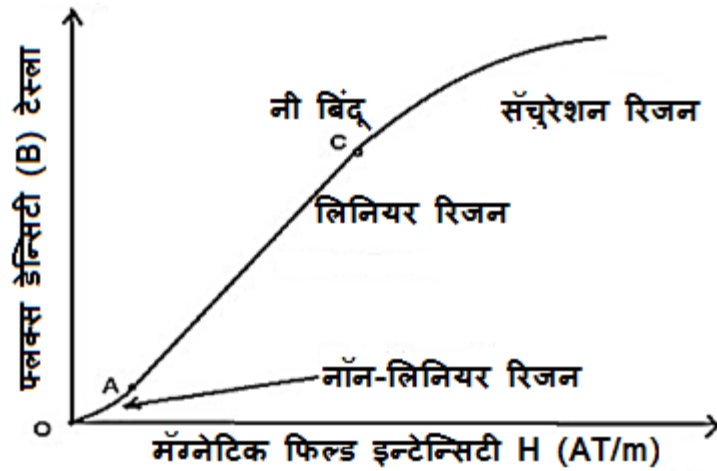 फ्लक्स डेन्सिटी (B) टेस्ला
नी बिंदू
C
सॅचुरेशन रिजन
लिनियर रिजन
A
नॉन-लिनियर रिजन
O
मॅग्नेटिक फिल्ड इन्टेन्सिटी H (AT/m)